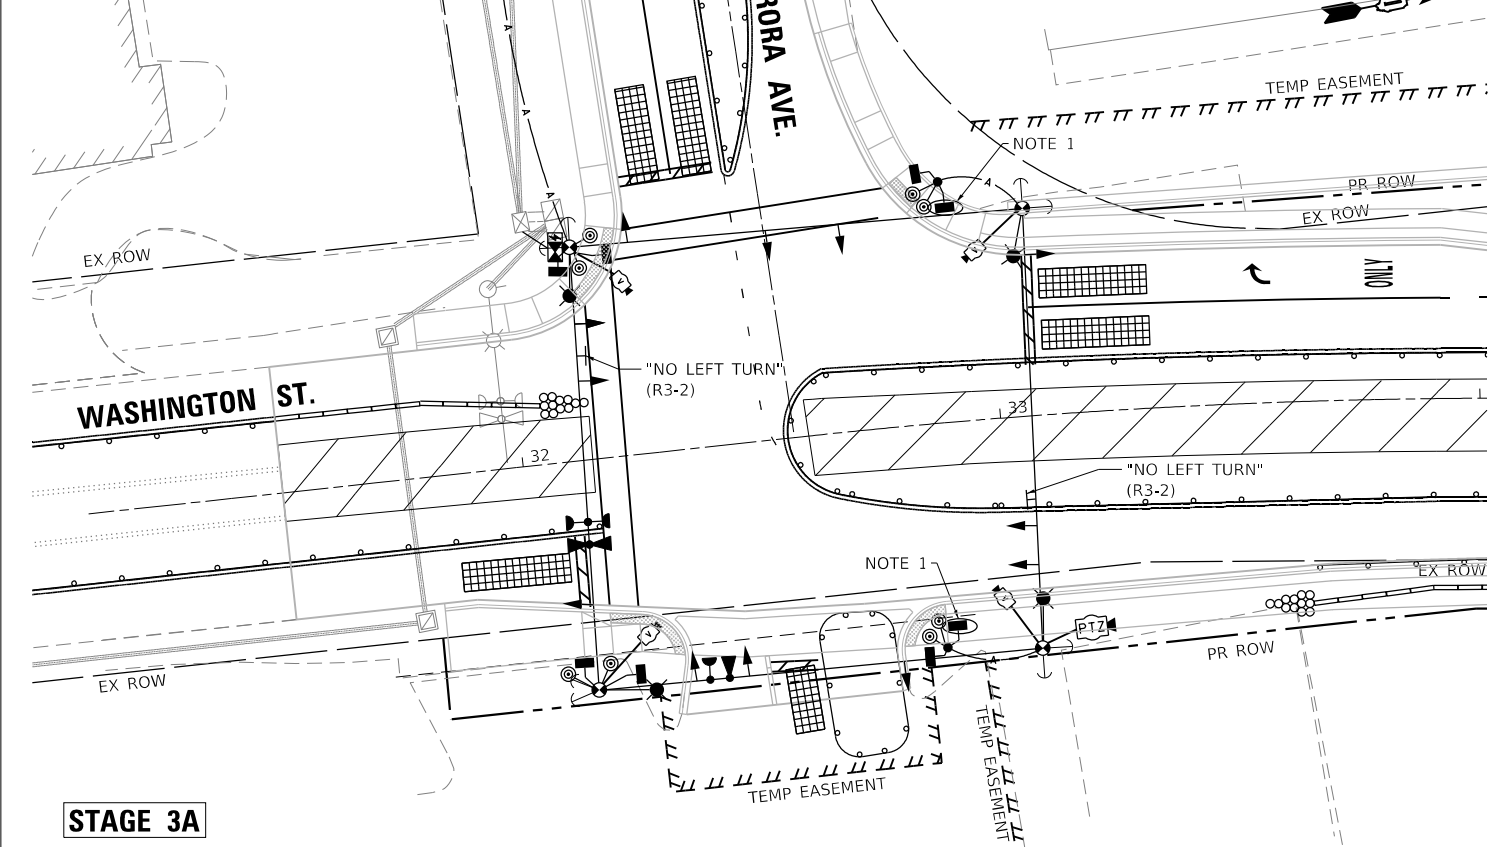 RORA AVE.
TEMP EASEMENT
NOTE 1
PR ROW
EX ROW
EX ROW
A
A
A
A
ONLY
"NO LEFT TURN"
(R3-2)
WASHINGTON ST.
33
32
"NO LEFT TURN"
(R3-2)
NOTE 1
EX ROW
PTZ
PR ROW
EX ROW
TEMP EASEMENT
TEMP EASEMENT
STAGE 3A